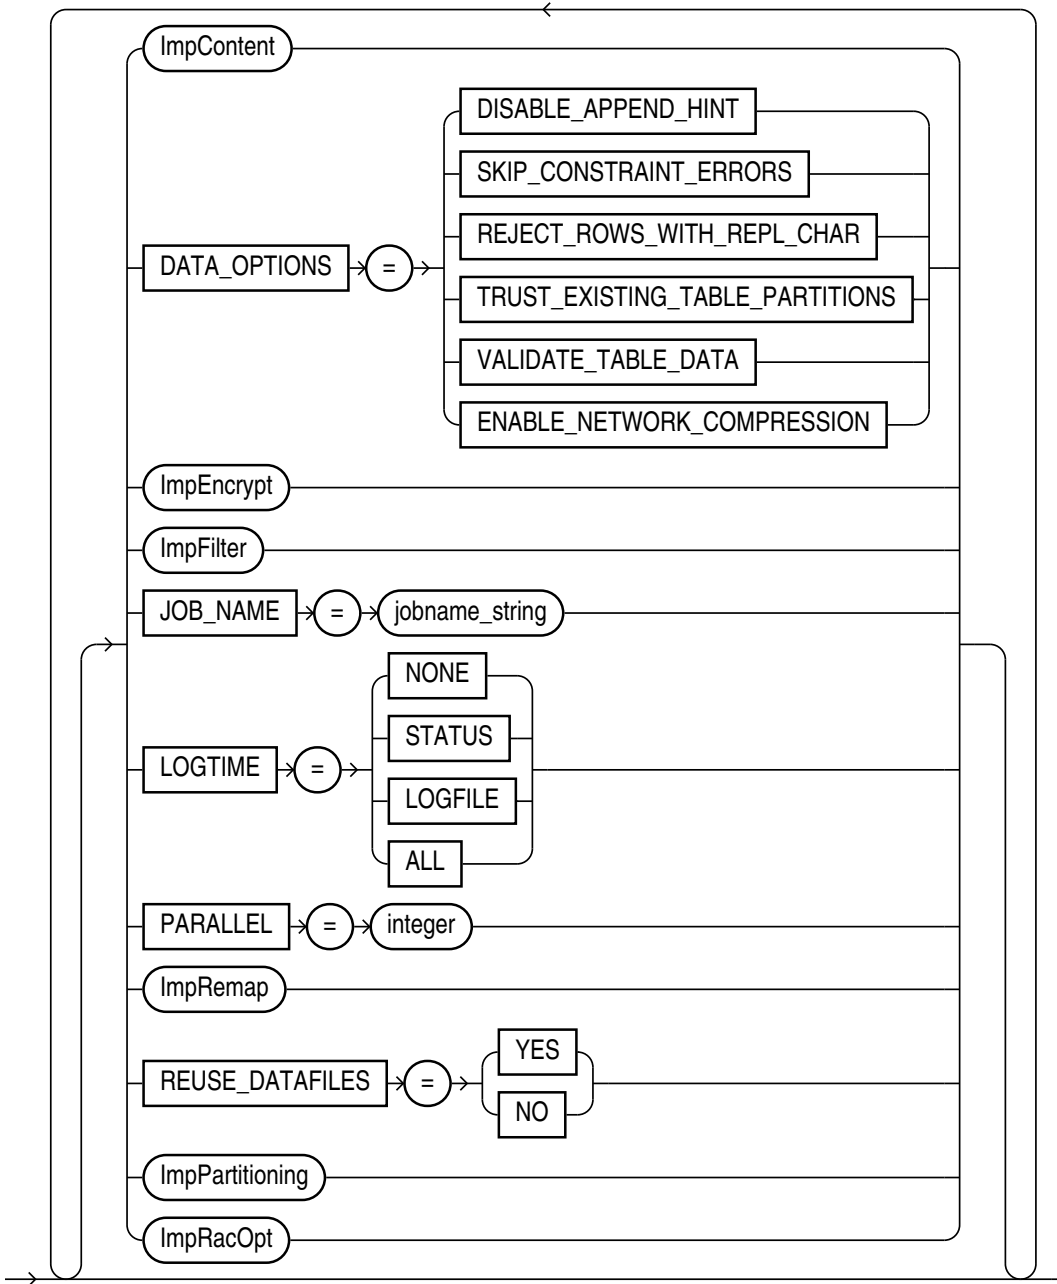 ImpContent
DISABLE_APPEND_HINT
SKIP_CONSTRAINT_ERRORS
REJECT_ROWS_WITH_REPL_CHAR
DATA_OPTIONS =
TRUST_EXISTING_TABLE_PARTITIONS
VALIDATE_TABLE_DATA
ENABLE_NETWORK_COMPRESSION
ImpEncrypt
ImpFilter
JOB_NAME = jobname_string
NONE
STATUS
LOGTIME =
LOGFILE
ALL
PARALLEL = integer
ImpRemap
YES
REUSE_DATAFILES =
NO
ImpPartitioning
ImpRacOpt